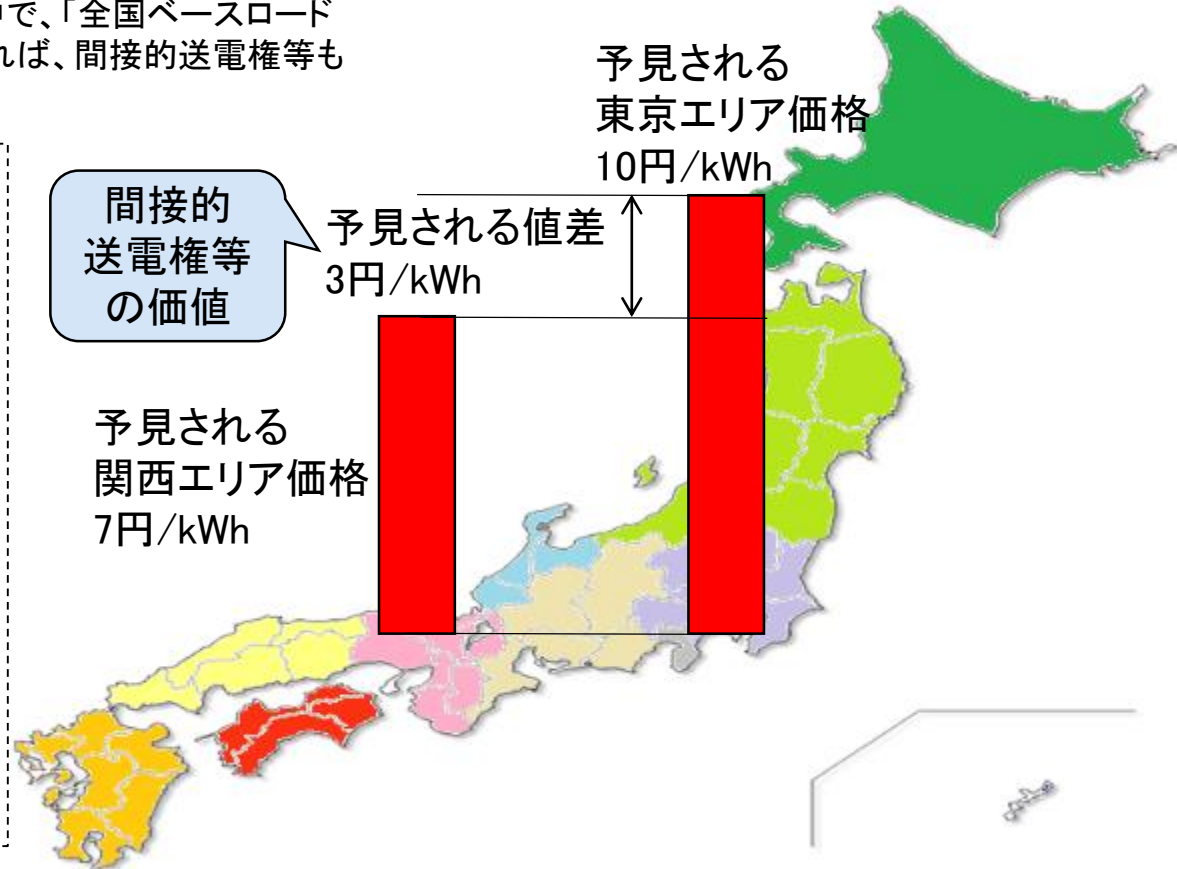 中で、「全国ベースロード
れば、間接的送電権等も
予見される
東京エリア価格
10円/kWh
間接的
送電権等
の価値
予見される値差
3円/kWh
予見される
関西エリア価格
7円/kWh